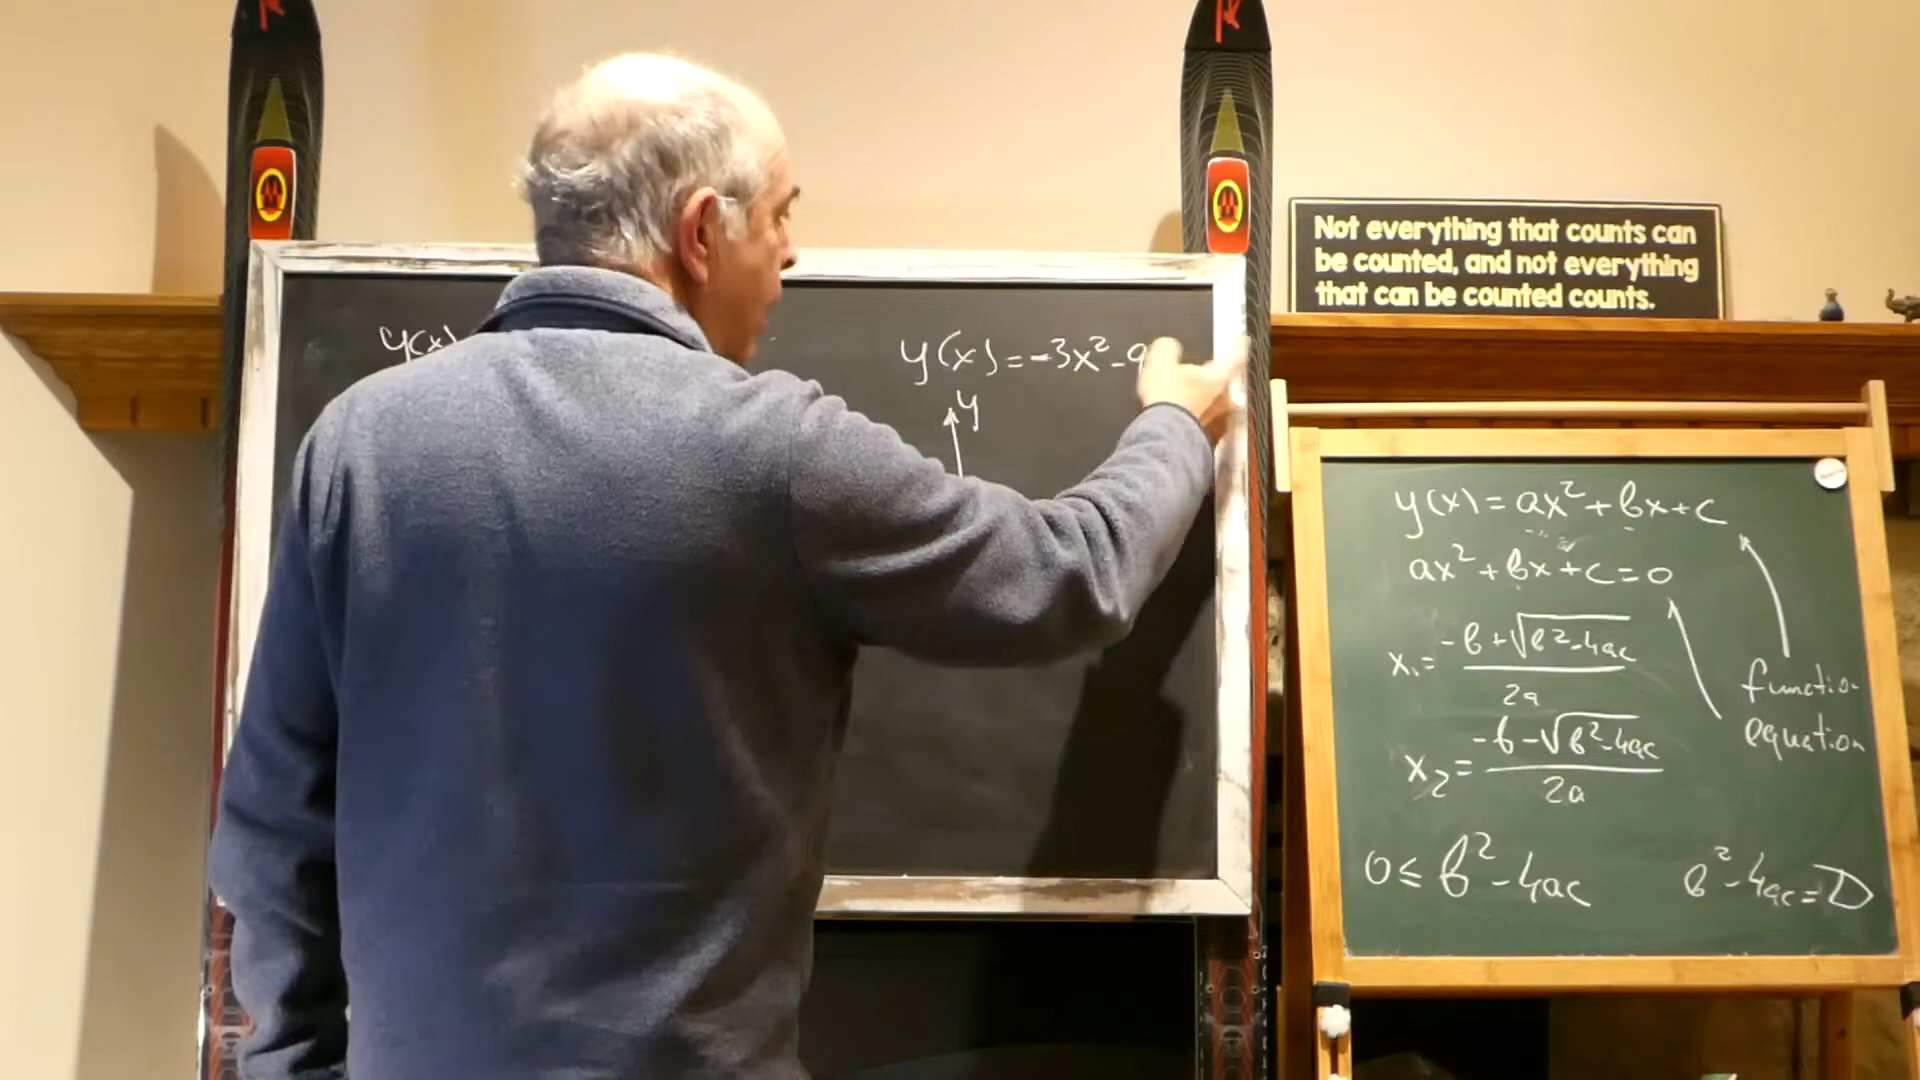 y(x)
y(x) = -3x² - 9
y
Not everything that counts can
be counted, and not everything
that can be counted counts.
y(x) = ax² + bx + c
ax² + bx + c = 0
x₁ = (-b + √(b² - 4ac)) / 2a
x₂ = (-b - √(b² - 4ac)) / 2a
function
equation
0 ≤ b² - 4ac
b² - 4ac = D